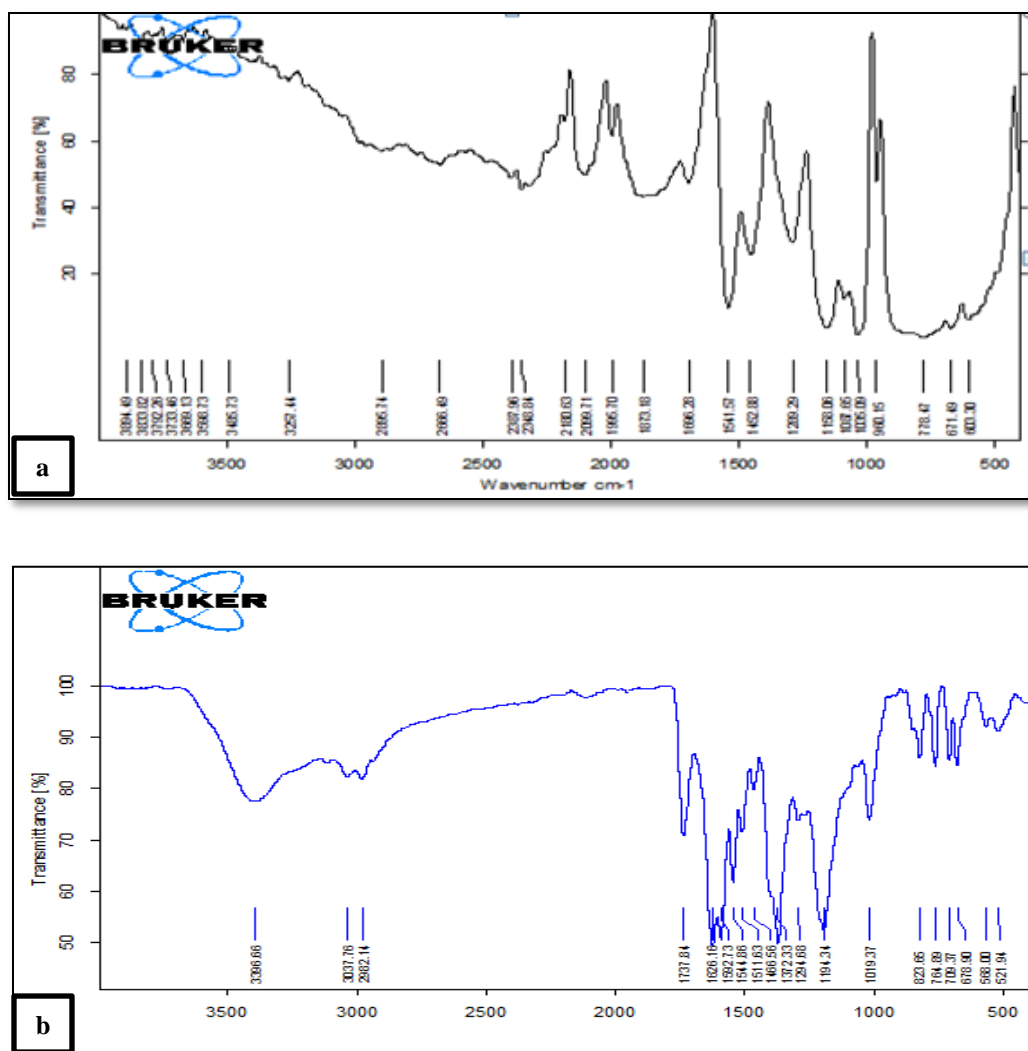 BRUKER
Transmittance [%]
80
60
40
20
3894.49 3833.82 3792.26 3733.46 3669.13 3598.73 3485.73 3257.44 2895.74 2666.49 2387.96 2348.84 2180.63 2099.71 1995.70 1873.18 1696.28 1541.57 1452.88 1289.29 1158.06 1087.65 1035.09 960.15 778.47 671.49 603.30
3500 3000 2500 2000 1500 1000 500
Wavenumber cm-1
a
BRUKER
Transmittance [%]
100
90
80
70
60
50
3396.66 3037.76 2982.14 1737.84 1626.16 1592.73 1544.86 1511.63 1466.56 1372.33 1294.68 1194.34 1019.37 823.65 764.89 709.37 678.90 568.00 521.94
3500 3000 2500 2000 1500 1000 500
b